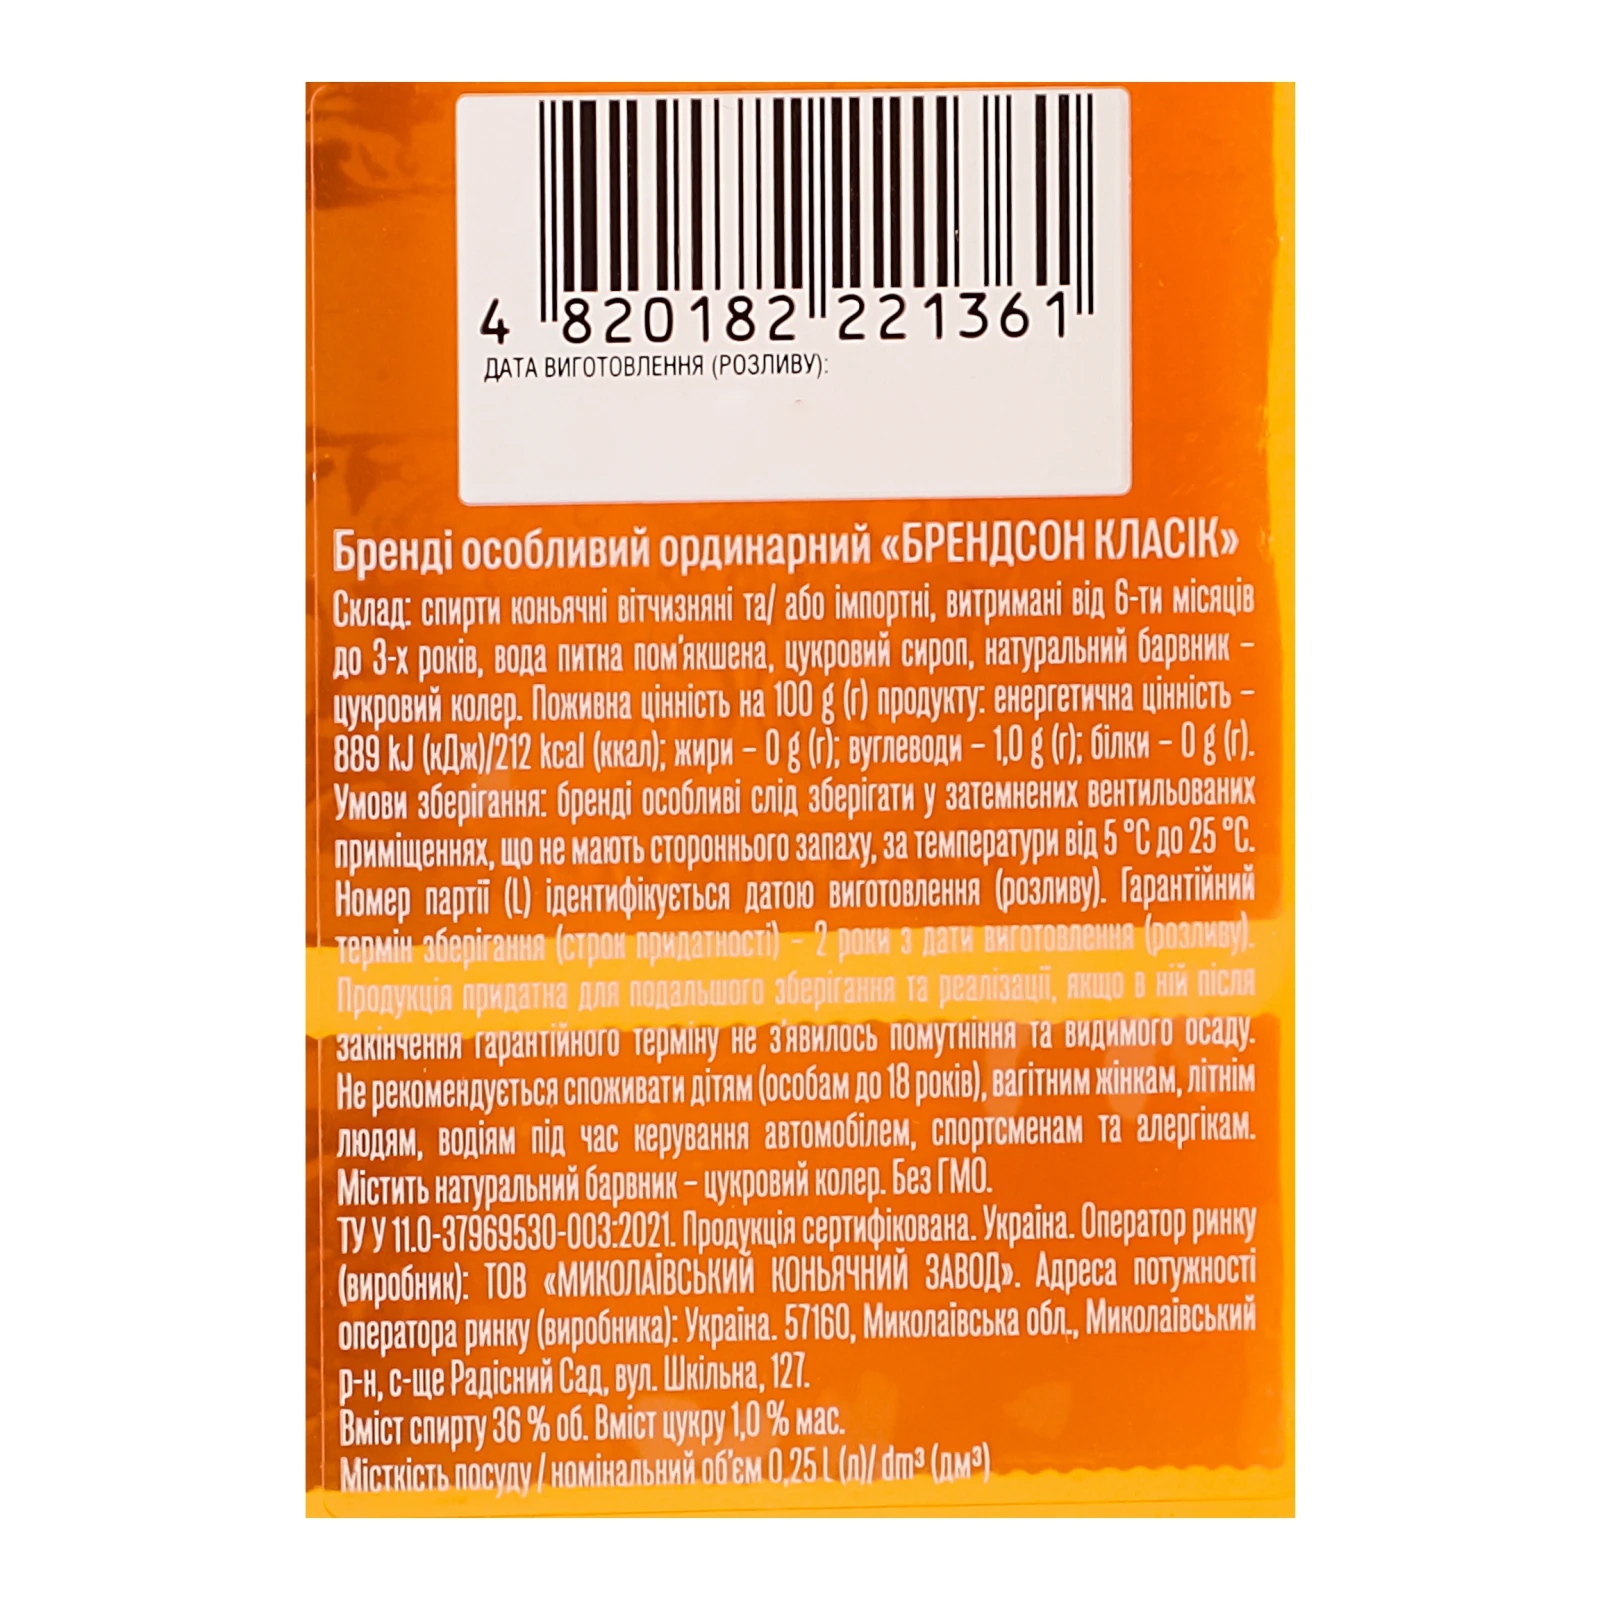 4 820182 221361
ДАТА ВИГОТОВЛЕННЯ (РОЗЛИВУ):
Бренді особливий ординарний «БРЕНДСОН КЛАСІК»
Склад: спирти коньячні вітчизняні та/ або імпортні, витримані від 6-ти місяців
до 3-х років, вода питна пом'якшена, цукровий сироп, натуральний барвник –
цукровий колер. Поживна цінність на 100 g (г) продукту: енергетична цінність –
889 kJ (кДж)/212 kcal (ккал); жири – 0 g (г); вуглеводи – 1,0 g (г); білки – 0 g (г).
Умови зберігання: бренді особливі слід зберігати у затемнених вентильованих
приміщеннях, що не мають стороннього запаху, за температури від 5 °С до 25 °С.
Номер партії (L) ідентифікується датою виготовлення (розливу). Гарантійний
термін зберігання (строк придатності) – 2 роки з дати виготовлення (розливу).
Продукція придатна для подальшого зберігання та реалізації, якщо в ній після
закінчення гарантійного терміну не з'явилось помутніння та видимого осаду.
Не рекомендується споживати дітям (особам до 18 років), вагітним жінкам, літнім
людям, водіям під час керування автомобілем, спортсменам та алергікам.
Містить натуральний барвник – цукровий колер. Без ГМО.
ТУ У 11.0-37969530-003:2021. Продукція сертифікована. Україна. Оператор ринку
(виробник): ТОВ «МИКОЛАЇВСЬКИЙ КОНЬЯЧНИЙ ЗАВОД». Адреса потужності
оператора ринку (виробника): Україна. 57160, Миколаївська обл., Миколаївський
р-н, с-ще Радісний Сад, вул. Шкільна, 127.
Вміст спирту 36 % об. Вміст цукру 1,0 % мас.
Місткість посуду / номінальний об'єм 0,25 L (л)/ dm³ (дм³)